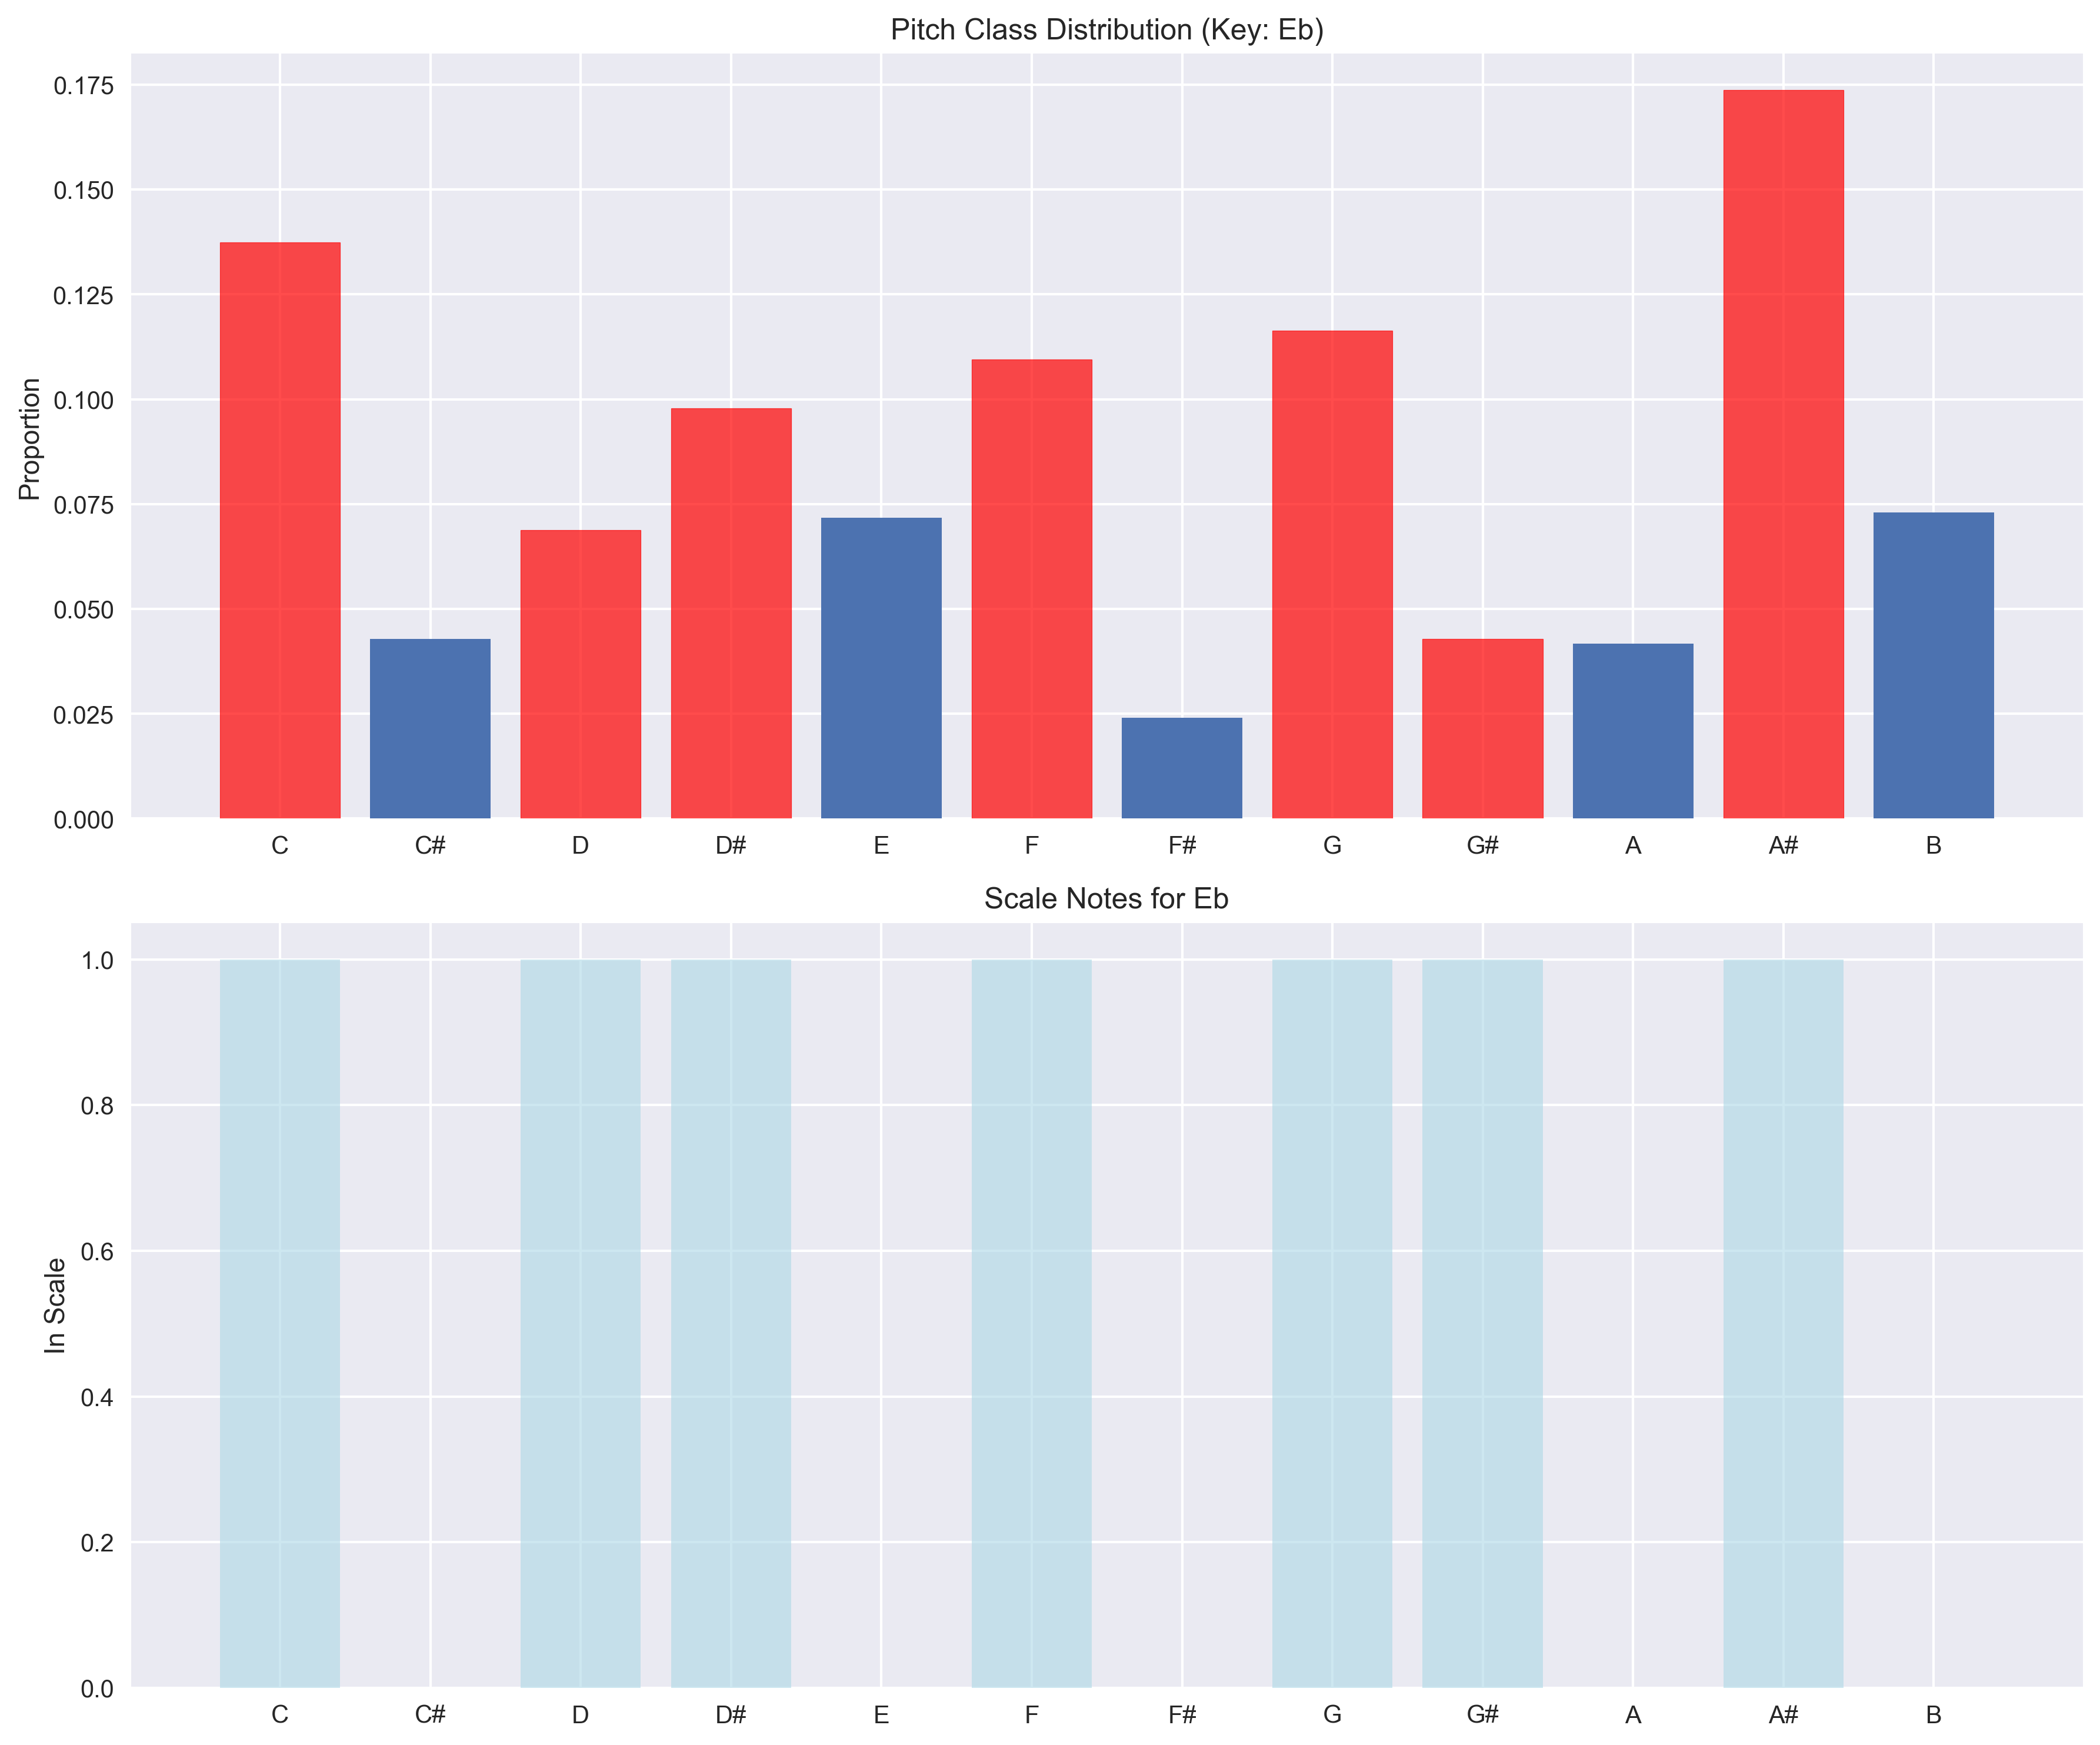 Pitch Class Distribution (Key: Eb)
Proportion
0.175
0.150
0.125
0.100
0.075
0.050
0.025
0.000
C C# D D# E F F# G G# A A# B
Scale Notes for Eb
In Scale
1.0
0.8
0.6
0.4
0.2
0.0
C C# D D# E F F# G G# A A# B